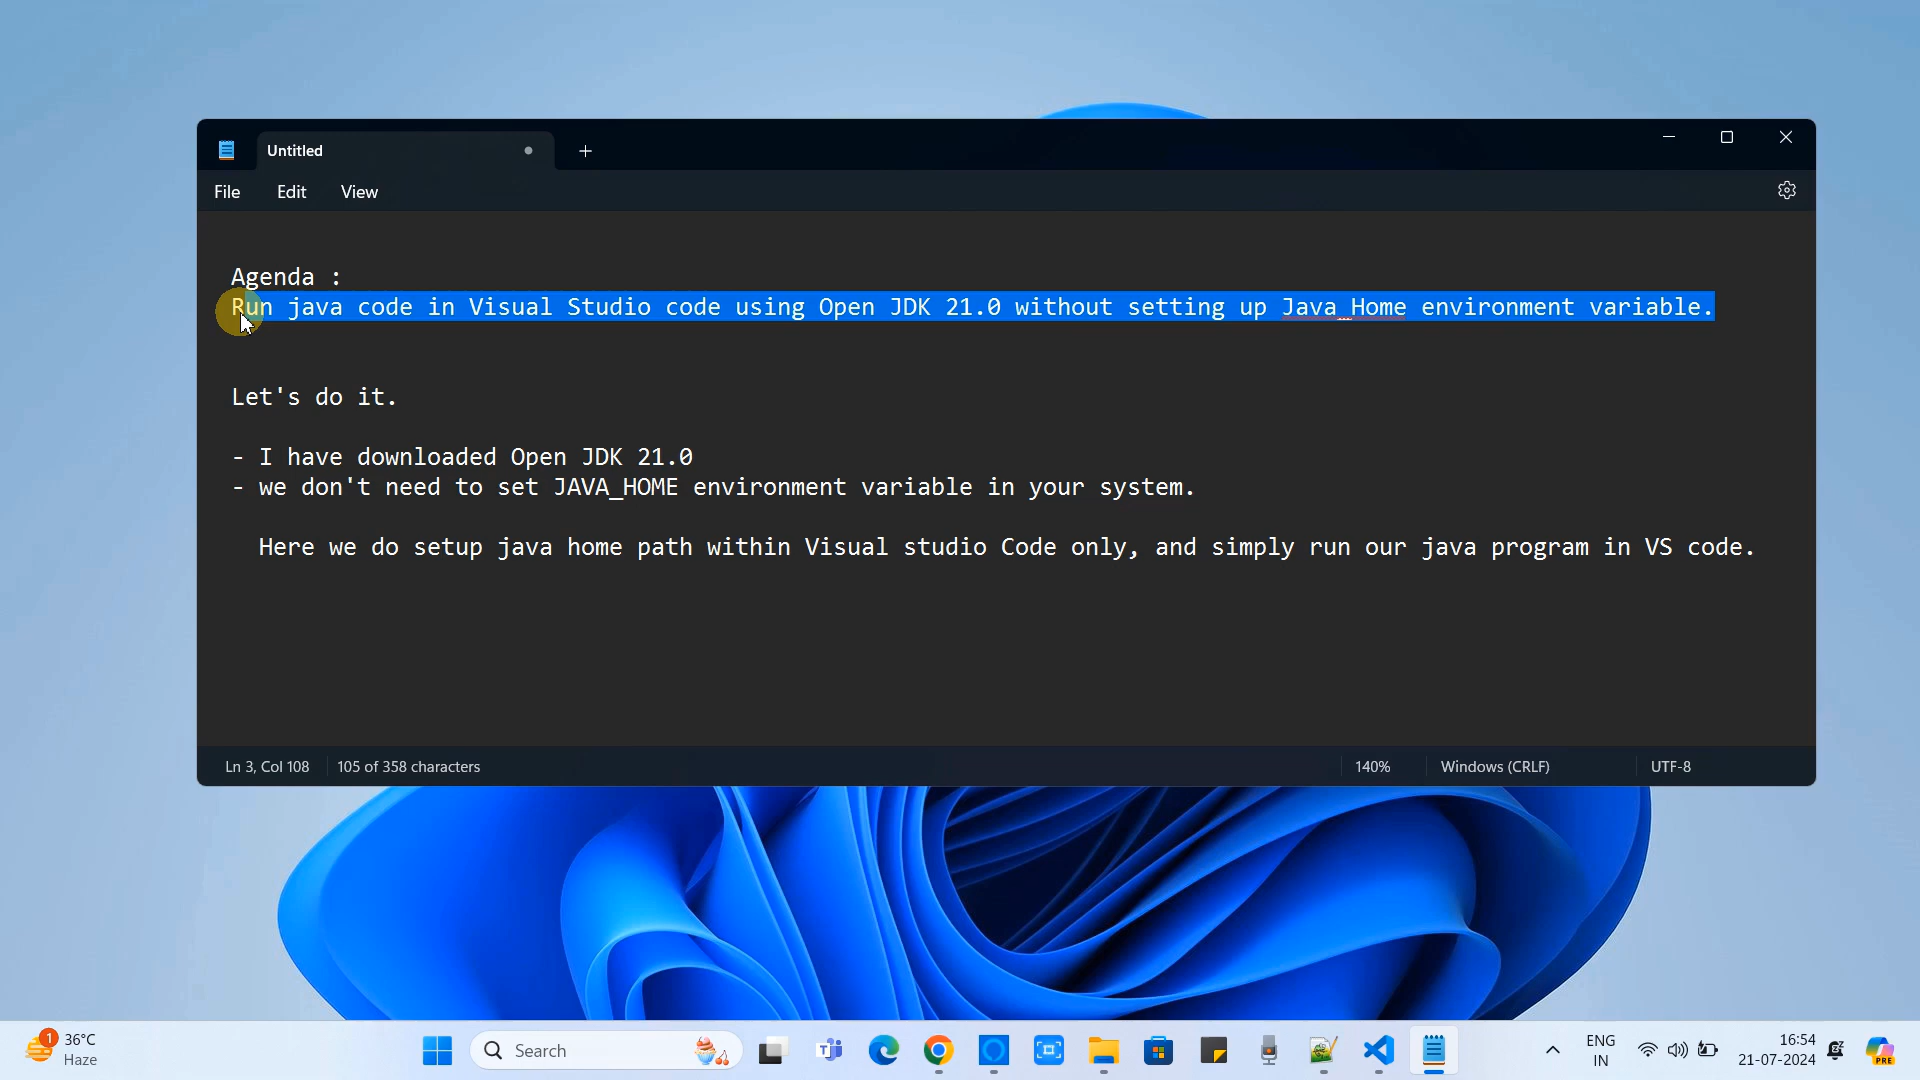 Untitled
File Edit View
Agenda :
Run java code in Visual Studio code using Open JDK 21.0 without setting up Java Home environment variable.
Let's do it.
- I have downloaded Open JDK 21.0
- we don't need to set JAVA_HOME environment variable in your system.
Here we do setup java home path within Visual studio Code only, and simply run our java program in VS code.
Ln 3, Col 108 105 of 358 characters 140% Windows (CRLF) UTF-8
1 36°C
Haze
Search
ENG
IN
16:54
21-07-2024
PRE